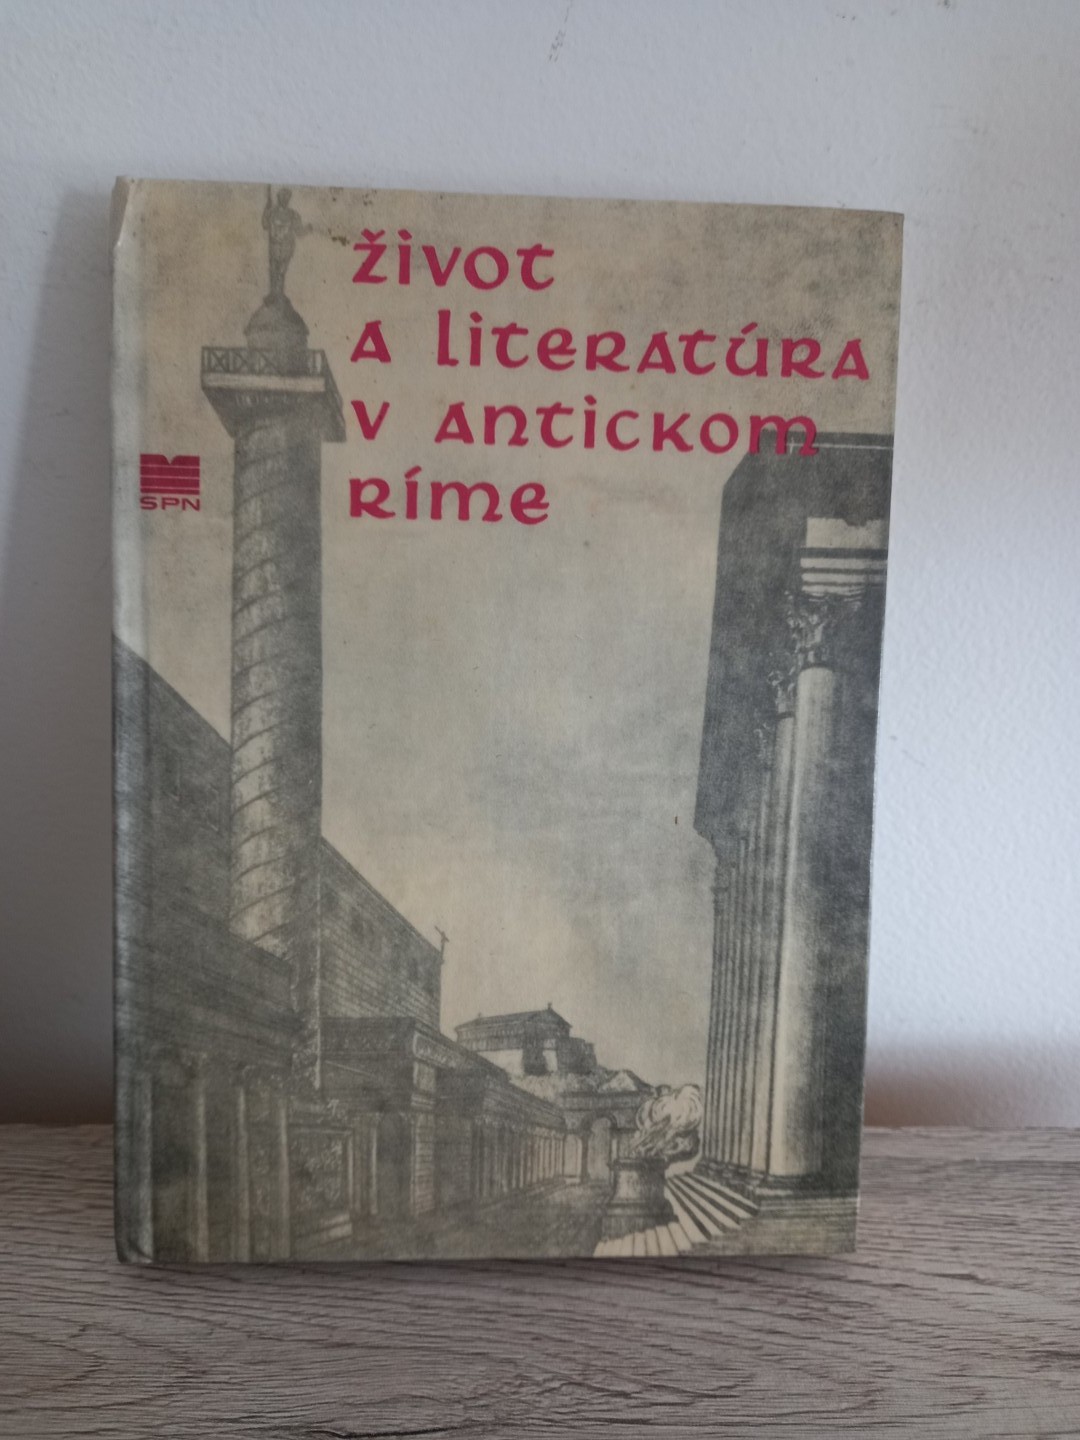 život
a literatúra
v antickom
ríme
SPN